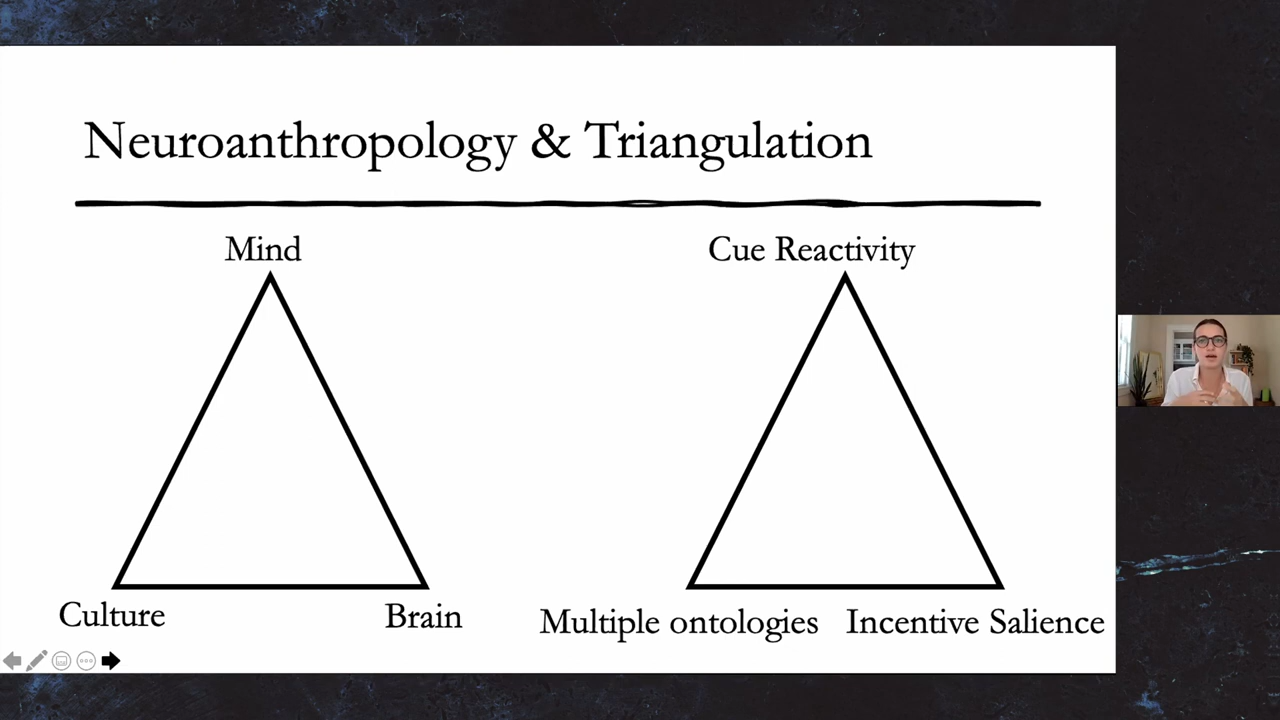 Neuroanthropology & Triangulation
Mind
Culture
Brain
Cue Reactivity
Multiple ontologies
Incentive Salience